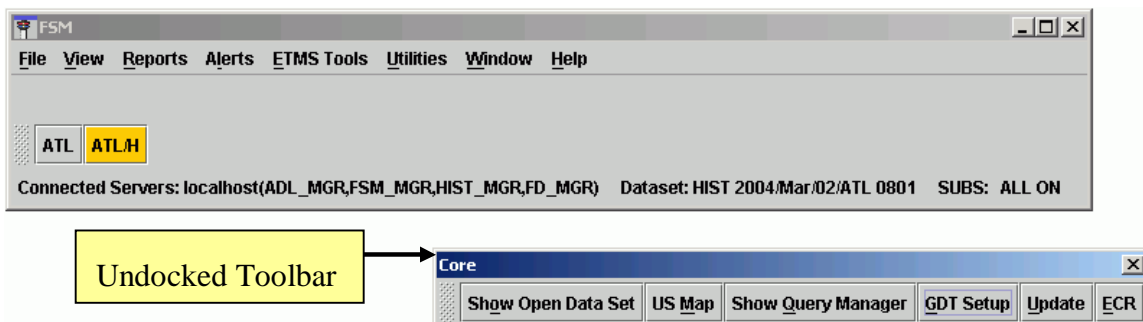 FSM
File View Reports Alerts ETMS Tools Utilities Window Help
ATL ATL/H
Connected Servers: localhost(ADL_MGR,FSM_MGR,HIST_MGR,FD_MGR) Dataset: HIST 2004/Mar/02/ATL 0801 SUBS: ALL ON
Undocked Toolbar
Core
Show Open Data Set US Map Show Query Manager GDT Setup Update ECR